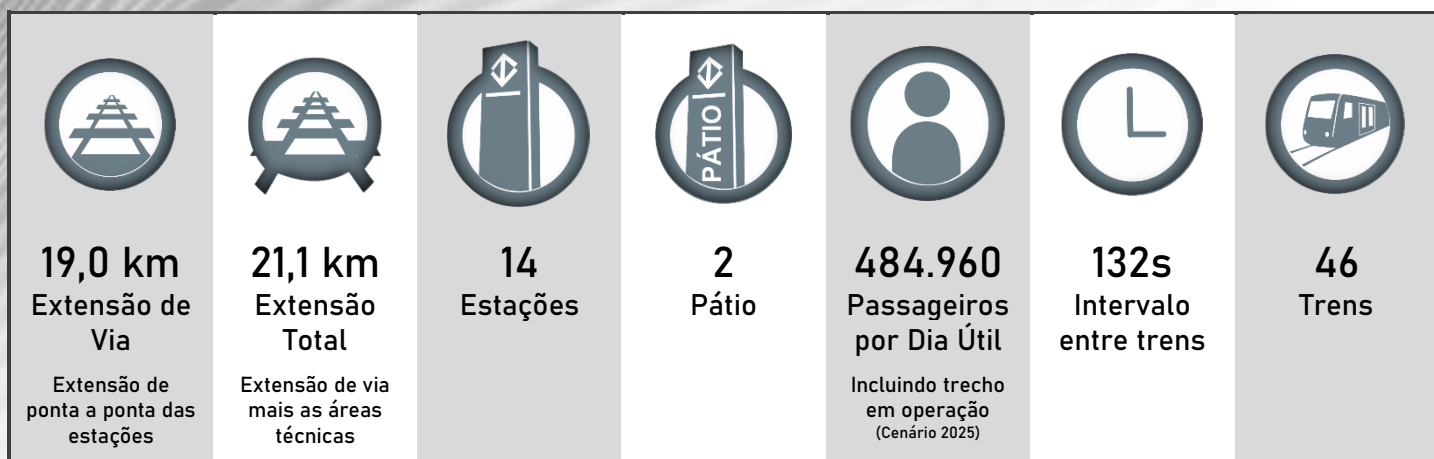 PÁTIO
19,0 km
Extensão de
Via
Extensão de
ponta a ponta das
estações
21,1 km
Extensão
Total
Extensão de via
mais as áreas
técnicas
14
Estações
2
Pátio
484.960
Passageiros
por Dia Útil
Incluindo trecho
em operação
(Cenário 2025)
132s
Intervalo
entre trens
46
Trens